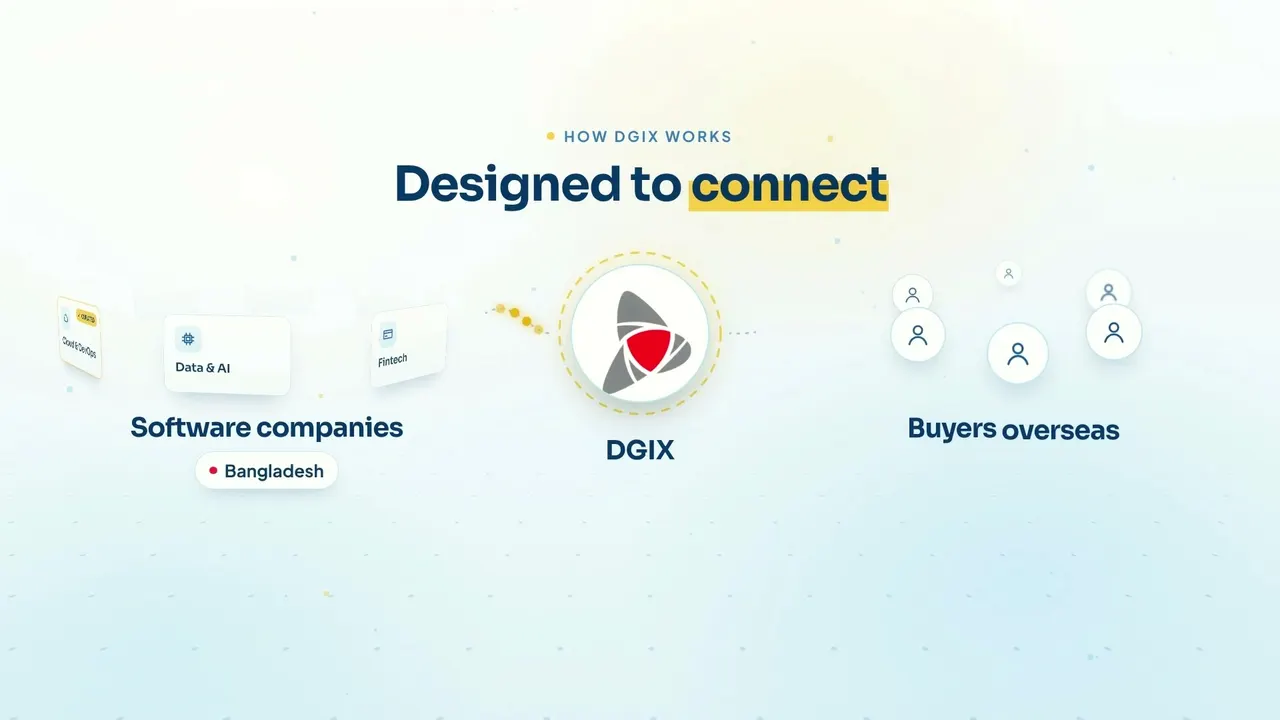 HOW DGIX WORKS
Designed to connect
Cloud & DevOps
Data & AI
Fintech
Software companies
Bangladesh
DGIX
Buyers overseas